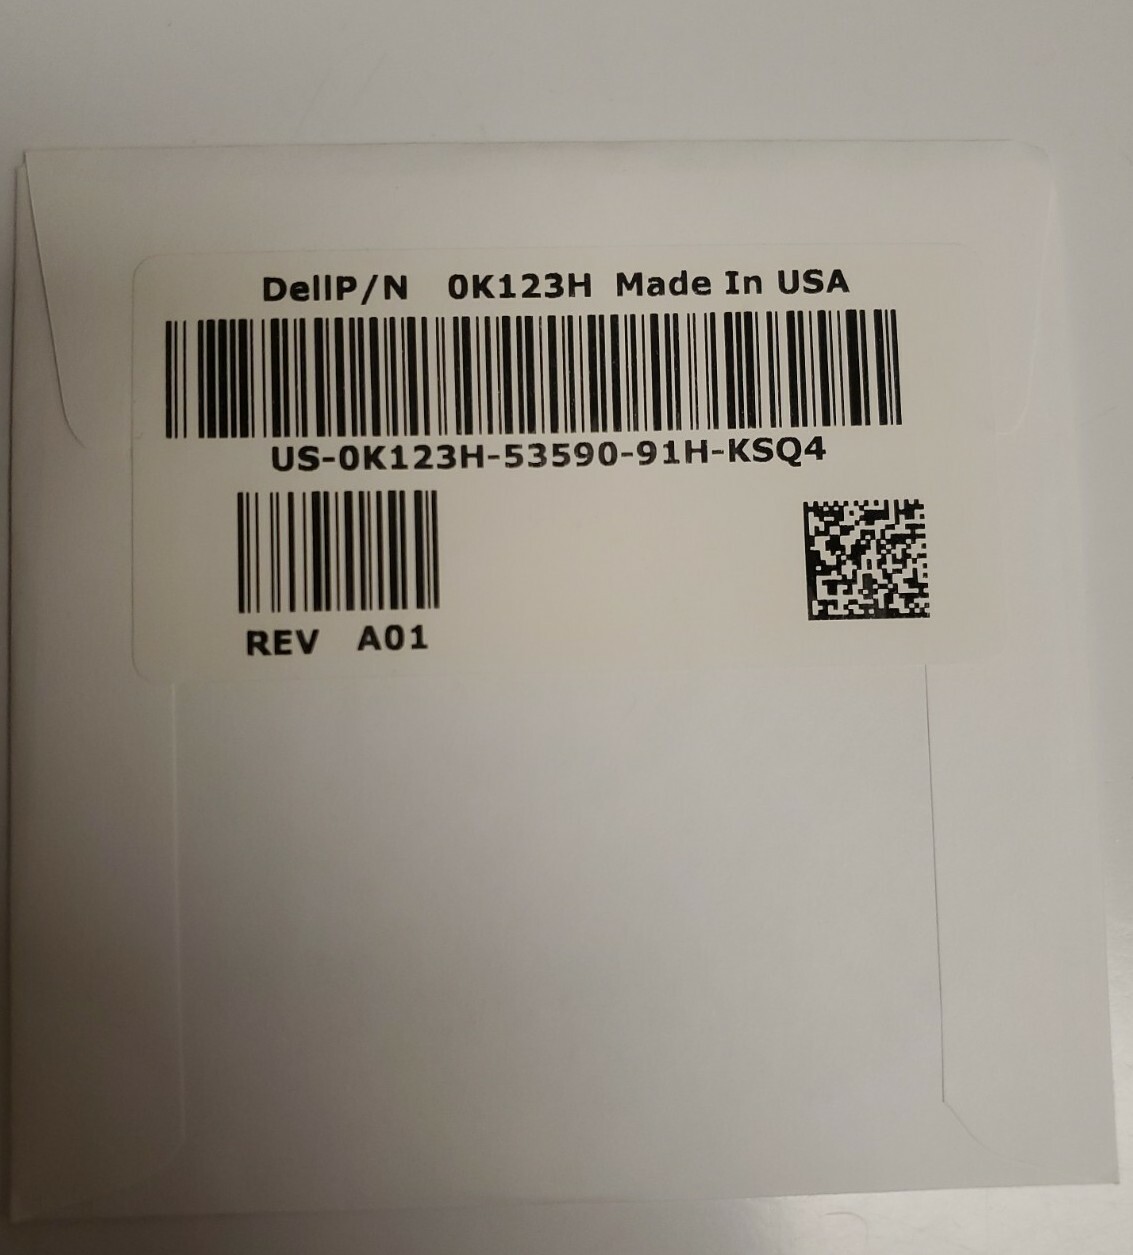 DellP/N 0K123H Made In USA
US-0K123H-53590-91H-KSQ4
REV A01